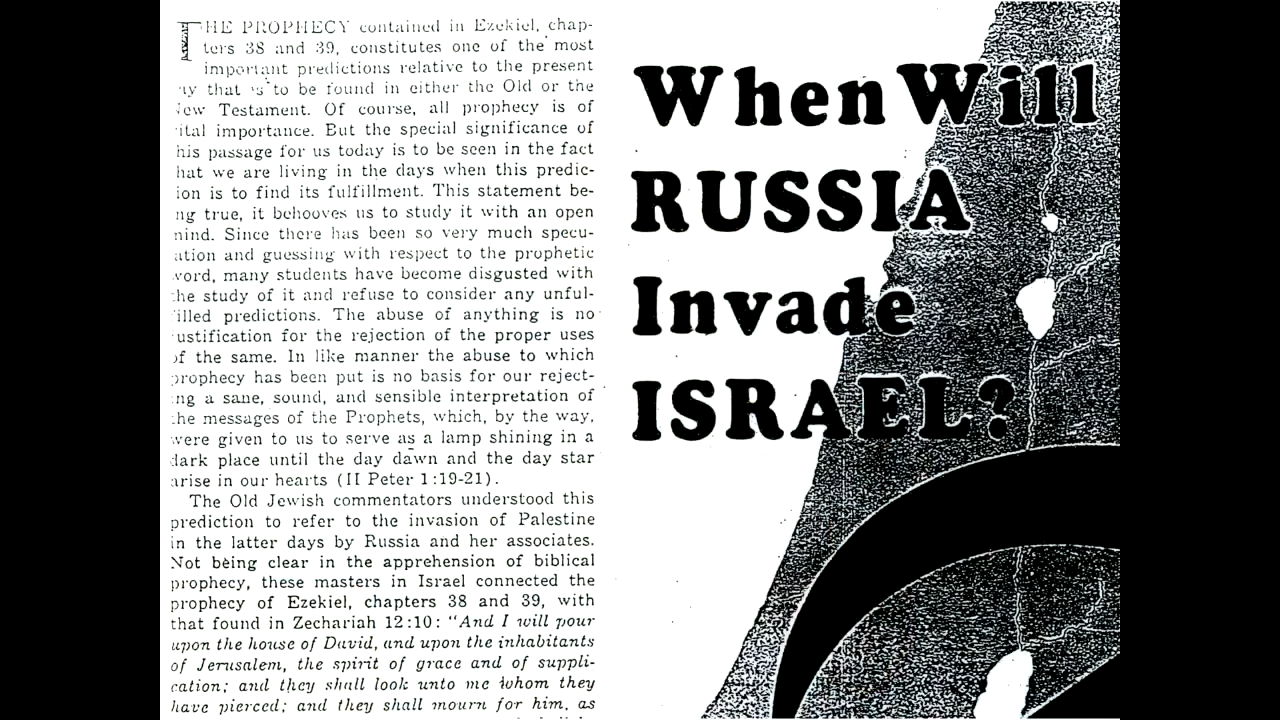 THE PROPHECY contained in Ezekiel, chap-
ters 38 and 39, constitutes one of the most
important predictions relative to the present
ay that is to be found in either the Old or the
New Testament. Of course, all prophecy is of
ital importance. But the special significance of
his passage for us today is to be seen in the fact
hat we are living in the days when this predic-
ion is to find its fulfillment. This statement be-
ng true, it behooves us to study it with an open
mind. Since there has been so very much specu-
ation and guessing with respect to the prophetic
word, many students have become disgusted with
the study of it and refuse to consider any unful-
filled predictions. The abuse of anything is no
justification for the rejection of the proper uses
of the same. In like manner the abuse to which
prophecy has been put is no basis for our reject-
ing a sane, sound, and sensible interpretation of
the messages of the Prophets, which, by the way,
were given to us to serve as a lamp shining in a
dark place until the day dawn and the day star
arise in our hearts (II Peter 1:19-21).
The Old Jewish commentators understood this
prediction to refer to the invasion of Palestine
in the latter days by Russia and her associates.
Not being clear in the apprehension of biblical
prophecy, these masters in Israel connected the
prophecy of Ezekiel, chapters 38 and 39, with
that found in Zechariah 12:10: "And I will pour
upon the house of David, and upon the inhabitants
of Jerusalem, the spirit of grace and of suppli-
cation; and they shall look unto me whom they
have pierced; and they shall mourn for him, as
When Will
RUSSIA
Invade
ISRAEL?